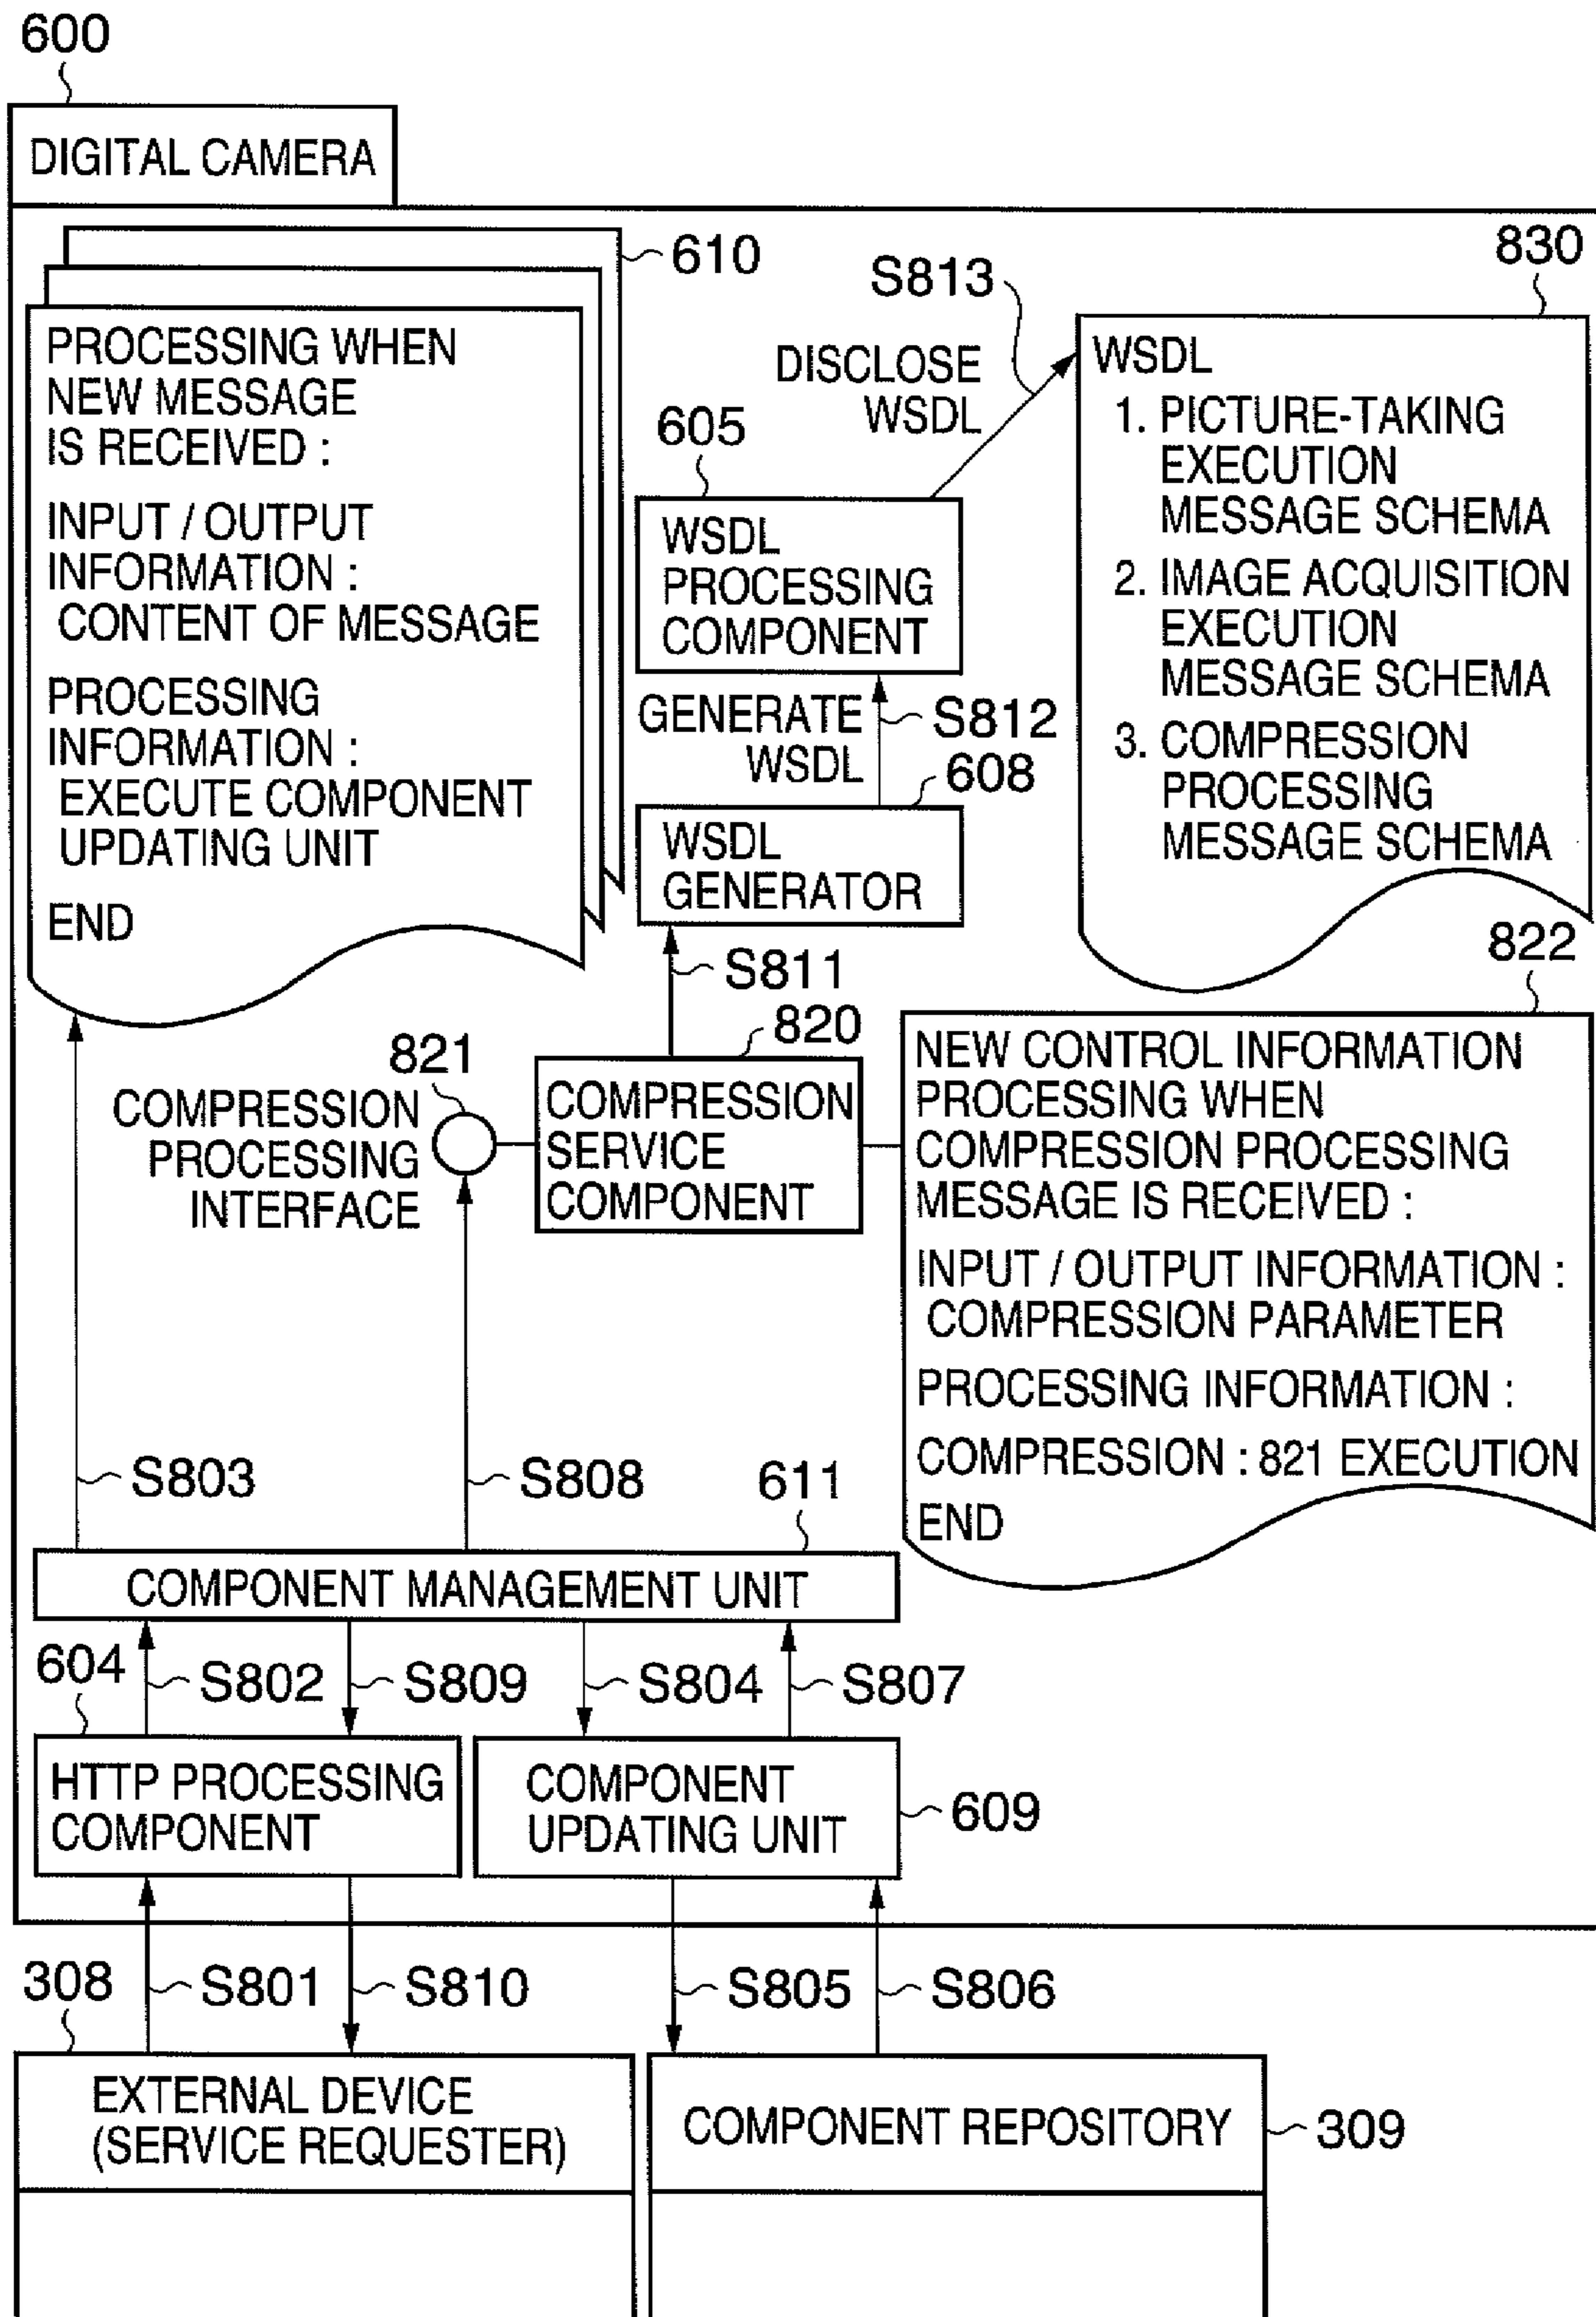 600
DIGITAL CAMERA
610
PROCESSING WHEN
NEW MESSAGE
IS RECEIVED :
INPUT / OUTPUT
INFORMATION :
CONTENT OF MESSAGE
PROCESSING
INFORMATION :
EXECUTE COMPONENT
UPDATING UNIT
END
S813
DISCLOSE
WSDL
605
WSDL
PROCESSING
COMPONENT
GENERATE
WSDL
S812
608
WSDL
GENERATOR
S811
830
WSDL
1. PICTURE-TAKING
EXECUTION
MESSAGE SCHEMA
2. IMAGE ACQUISITION
EXECUTION
MESSAGE SCHEMA
3. COMPRESSION
PROCESSING
MESSAGE SCHEMA
821
COMPRESSION
PROCESSING
INTERFACE
820
COMPRESSION
SERVICE
COMPONENT
822
NEW CONTROL INFORMATION
PROCESSING WHEN
COMPRESSION PROCESSING
MESSAGE IS RECEIVED :
INPUT / OUTPUT INFORMATION :
COMPRESSION PARAMETER
PROCESSING INFORMATION :
COMPRESSION : 821 EXECUTION
END
S803
S808
611
COMPONENT MANAGEMENT UNIT
604
S802
S809
S804
S807
HTTP PROCESSING
COMPONENT
COMPONENT
UPDATING UNIT
609
308
S801
S810
S805
S806
EXTERNAL DEVICE
(SERVICE REQUESTER)
COMPONENT REPOSITORY
309